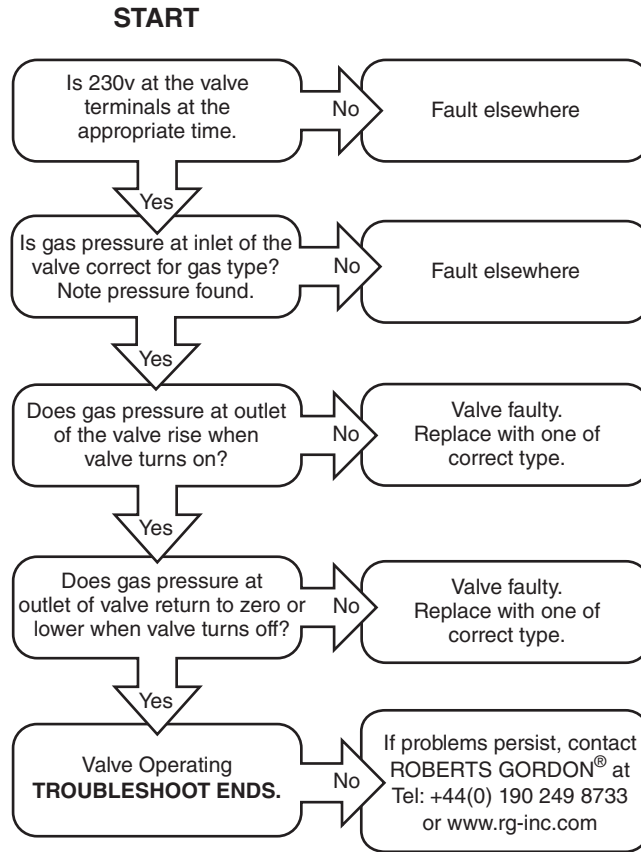 START
Is 230v at the valve
terminals at the
appropriate time.
No
Fault elsewhere
Yes
Is gas pressure at inlet of the
valve correct for gas type?
Note pressure found.
No
Fault elsewhere
Yes
Does gas pressure at outlet
of the valve rise when
valve turns on?
No
Valve faulty.
Replace with one of
correct type.
Yes
Does gas pressure at
outlet of valve return to zero or
lower when valve turns off?
No
Valve faulty.
Replace with one of
correct type.
Yes
Valve Operating
TROUBLESHOOT ENDS.
No
If problems persist, contact
ROBERTS GORDON® at
Tel: +44(0) 190 249 8733
or www.rg-inc.com